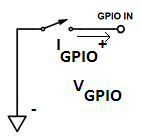 GPIO IN
I GPIO +
V GPIO
-